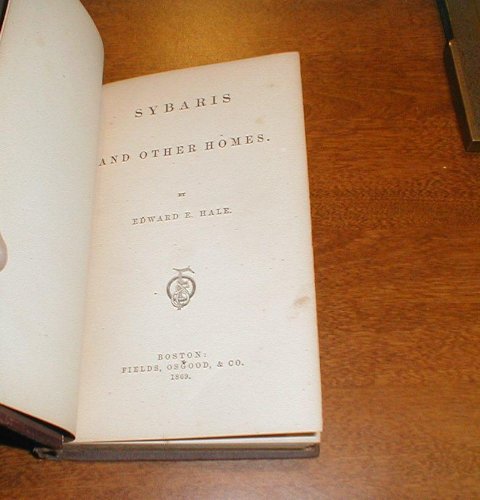 SYBARIS
AND OTHER HOMES.
BY
EDWARD E. HALE.
BOSTON:
FIELDS, OSGOOD, & CO.
1869.